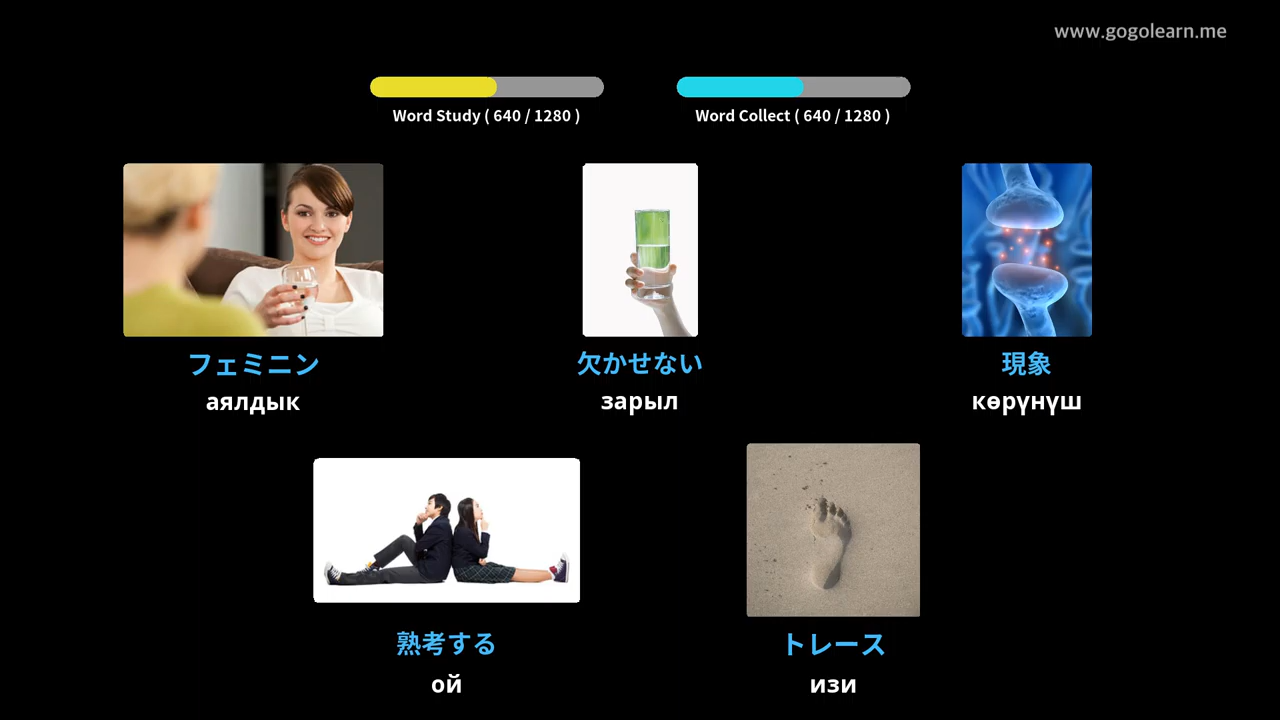 www.gogolearn.me
Word Study ( 640 / 1280 )
Word Collect ( 640 / 1280 )
フェミニン
аялдык
欠かせない
зарыл
現象
көрүнүш
熟考する
ой
トレース
изи